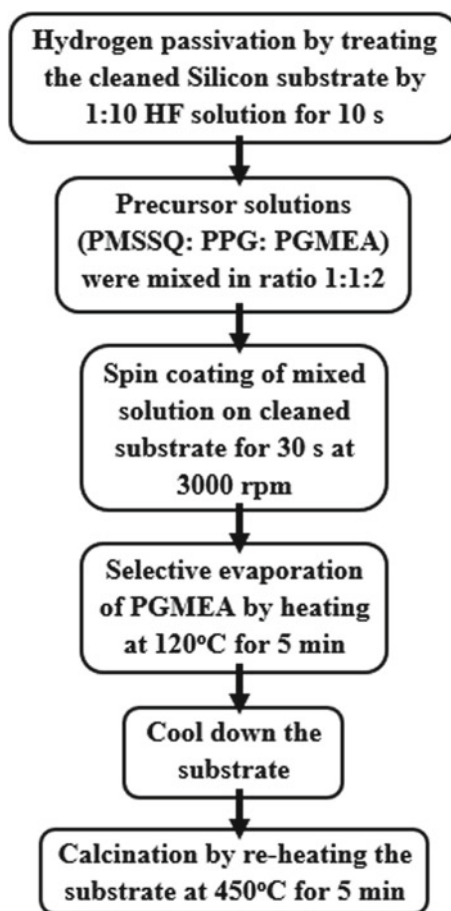 Hydrogen passivation by treating
the cleaned Silicon substrate by
1:10 HF solution for 10 s
Precursor solutions
(PMSSQ: PPG: PGMEA)
were mixed in ratio 1:1:2
Spin coating of mixed
solution on cleaned
substrate for 30 s at
3000 rpm
Selective evaporation
of PGMEA by heating
at 120°C for 5 min
Cool down the
substrate
Calcination by re-heating the
substrate at 450°C for 5 min